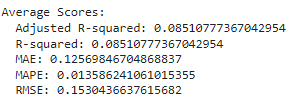 Average Scores:
Adjusted R-squared: 0.08510777367042954
R-squared: 0.08510777367042954
MAE: 0.12569846704868837
MAPE: 0.013586241061015355
RMSE: 0.1530436637615682